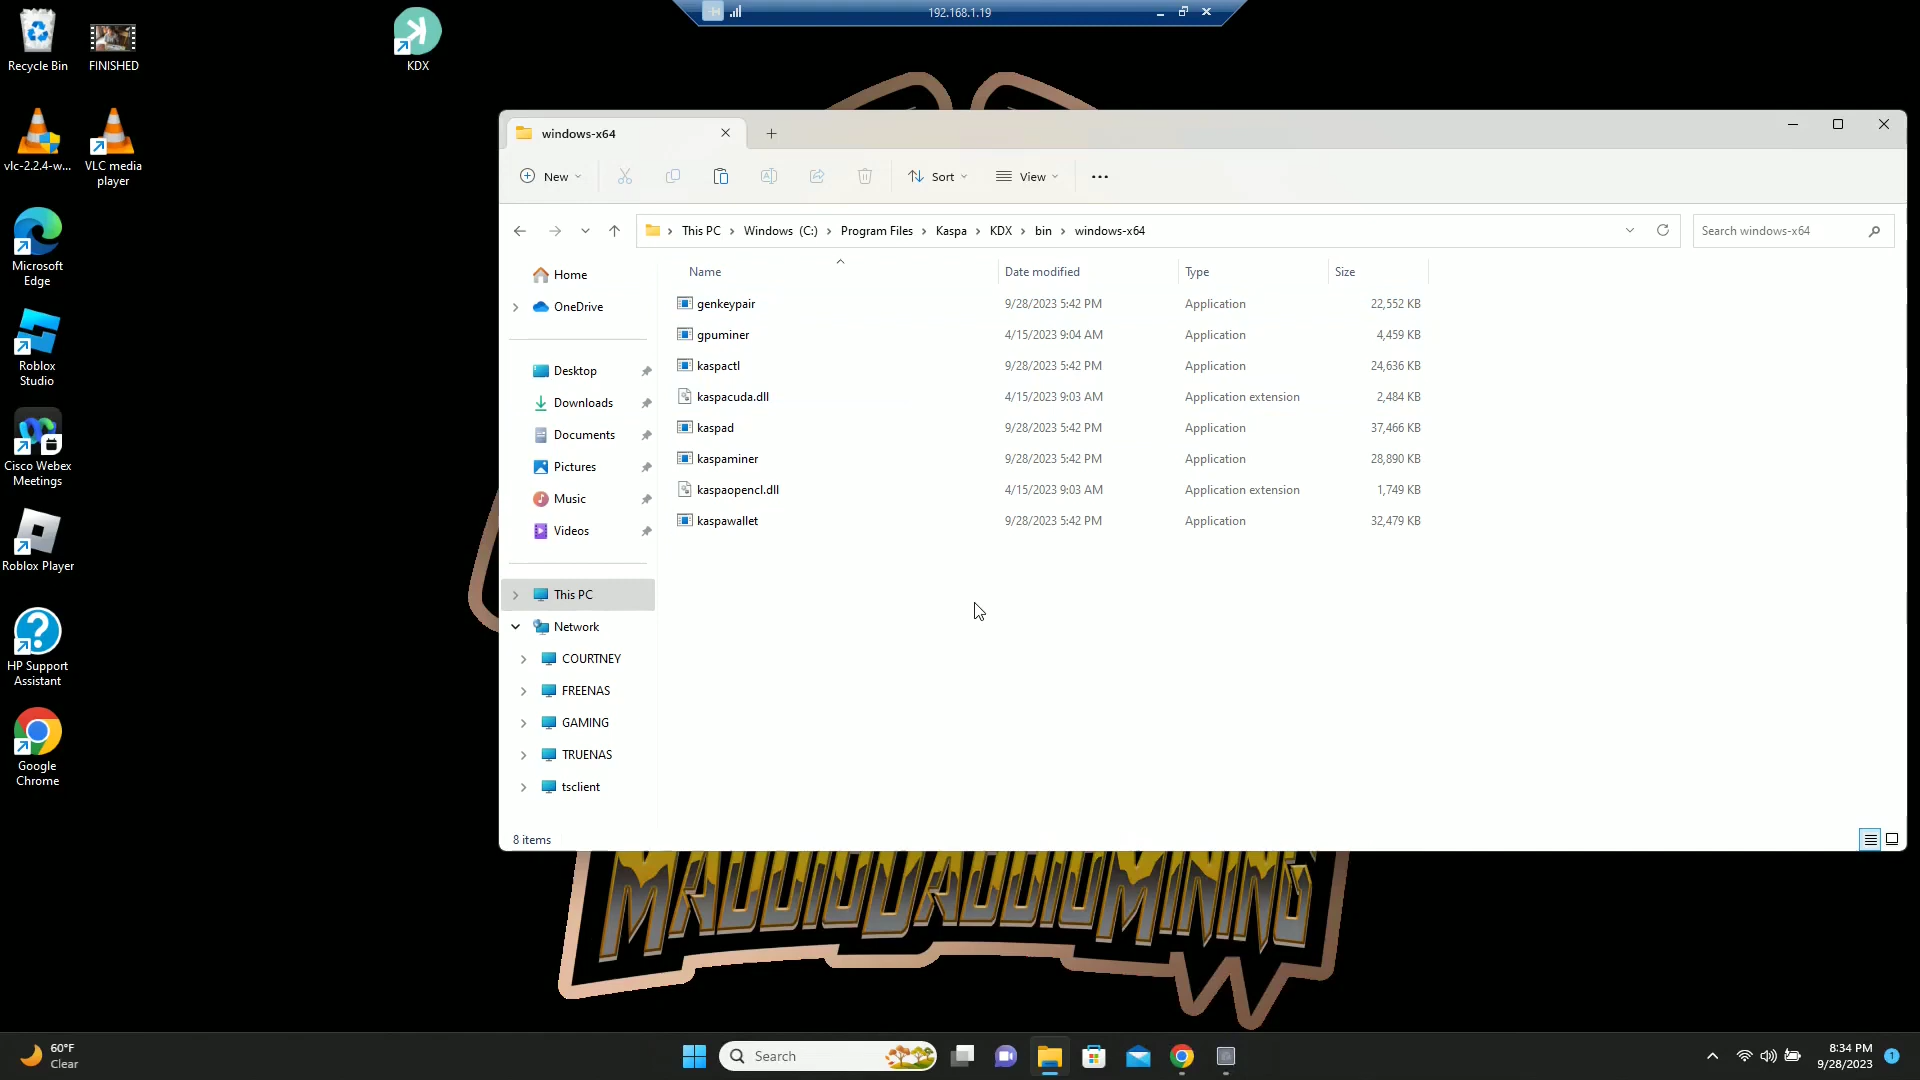 192.168.1.19
Recycle Bin
FINISHED
KDX
vlc-2.2.4-w...
VLC media
player
Microsoft
Edge
Roblox
Studio
Cisco Webex
Meetings
Roblox Player
HP Support
Assistant
Google
Chrome
windows-x64
New
Sort
View
This PC
Windows (C:)
Program Files
Kaspa
KDX
bin
windows-x64
Search windows-x64
Home
OneDrive
Desktop
Downloads
Documents
Pictures
Music
Videos
This PC
Network
COURTNEY
FREENAS
GAMING
TRUENAS
tsclient
Name Date modified Type Size
genkeypair 9/28/2023 5:42 PM Application 22,552 KB
gpuminer 4/15/2023 9:04 AM Application 4,459 KB
kaspactl 9/28/2023 5:42 PM Application 24,636 KB
kaspacuda.dll 4/15/2023 9:03 AM Application extension 2,484 KB
kaspad 9/28/2023 5:42 PM Application 37,466 KB
kaspaminer 9/28/2023 5:42 PM Application 28,890 KB
kaspaopencl.dll 4/15/2023 9:03 AM Application extension 1,749 KB
kaspawallet 9/28/2023 5:42 PM Application 32,479 KB
8 items
60°F
Clear
Search
8:34 PM
9/28/2023
1